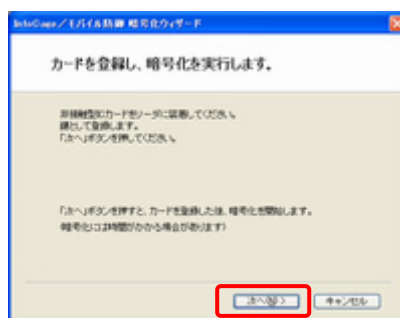 InfoCage／モバイル防御 暗号化ウィザード
カードを登録し、暗号化を実行します。
非接触型ICカードをリーダに装着してください。
鍵として登録します。
「次へ」ボタンを押してください。
「次へ」ボタンを押すと、カードを登録した後、暗号化を開始します。
暗号化には時間がかかる場合があります)
次へ(N) >
キャンセル